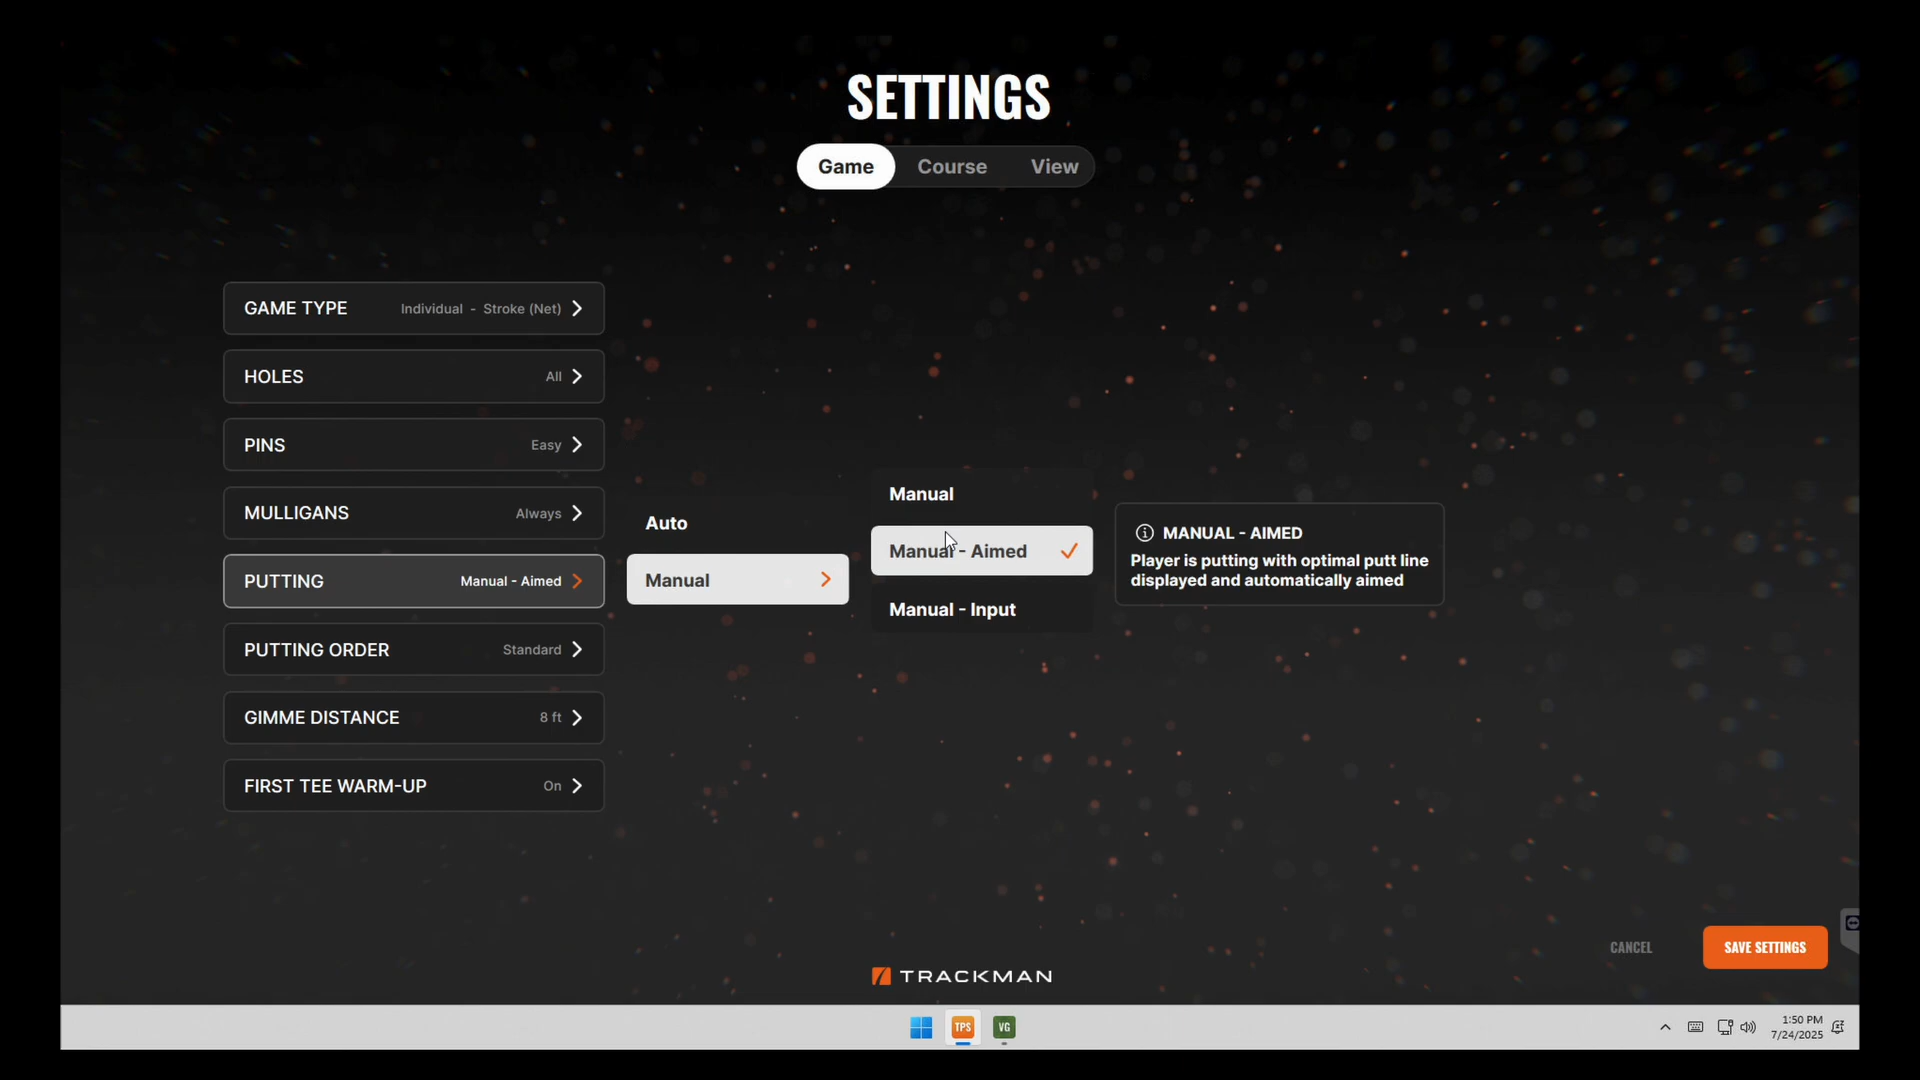 SETTINGS
Game Course View
GAME TYPE Individual - Stroke (Net)
HOLES All
PINS Easy
MULLIGANS Always
PUTTING Manual - Aimed
PUTTING ORDER Standard
GIMME DISTANCE 8 ft
FIRST TEE WARM-UP On
Auto
Manual
Manual
Manual - Aimed
Manual - Input
MANUAL - AIMED
Player is putting with optimal putt line
displayed and automatically aimed
CANCEL
SAVE SETTINGS
TRACKMAN
TPS
VG
1:50 PM
7/24/2025